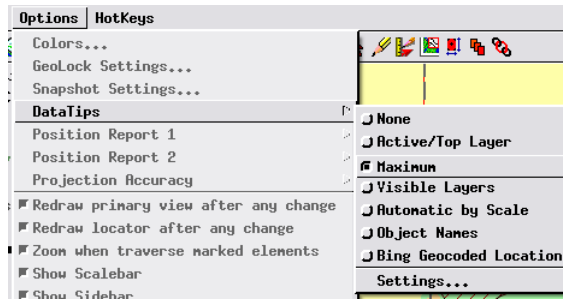 Options HotKeys
Colors...
GeoLock Settings...
Snapshot Settings...
DataTips
Position Report 1
Position Report 2
Projection Accuracy
Redraw primary view after any change
Redraw locator after any change
Zoom when traverse marked elements
Show Scalebar
Show Sidebar
None
Active/Top Layer
Maximum
Visible Layers
Automatic by Scale
Object Names
Bing Geocoded Location
Settings...